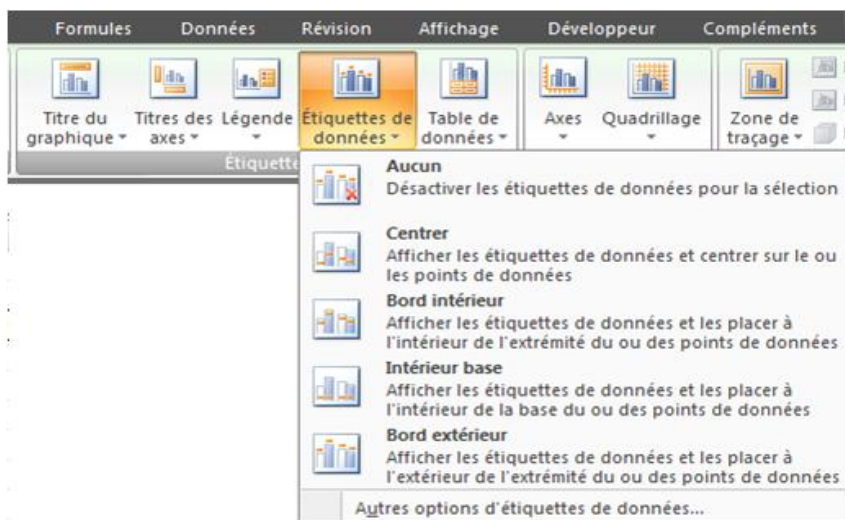 Formules Données Révision Affichage Développeur Compléments
Titre du graphique
Titres des axes
Légende
Étiquettes de données
Table de données
Axes
Quadrillage
Zone de traçage
Aucun
Désactiver les étiquettes de données pour la sélection
Centrer
Afficher les étiquettes de données et centrer sur le ou
les points de données
Bord intérieur
Afficher les étiquettes de données et les placer à
l'intérieur de l'extrémité du ou des points de données
Intérieur base
Afficher les étiquettes de données et les placer à
l'intérieur de la base du ou des points de données
Bord extérieur
Afficher les étiquettes de données et les placer à
l'extérieur de l'extrémité du ou des points de données
Autres options d'étiquettes de données...